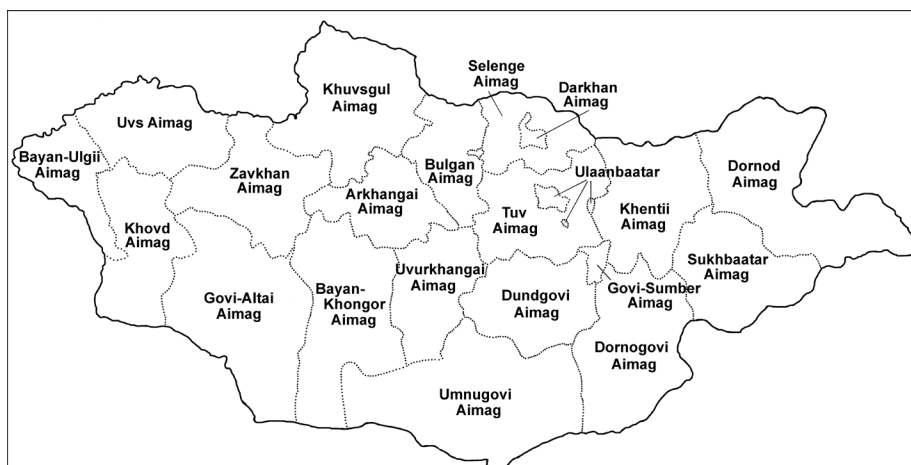 Selenge
Aimag
Darkhan
Aimag
Khuvsgul
Aimag
Uvs Aimag
Bayan-Ulgii
Aimag
Zavkhan
Aimag
Bulgan
Aimag
Ulaanbaatar
Dornod
Aimag
Arkhangai
Aimag
Tuv
Aimag
Khentii
Aimag
Khovd
Aimag
Sukhbaatar
Aimag
Uvurkhangai
Aimag
Govi-Altai
Aimag
Bayan-
Khongor
Aimag
Dundgovi
Aimag
Govi-Sumber
Aimag
Dornogovi
Aimag
Umnugovi
Aimag